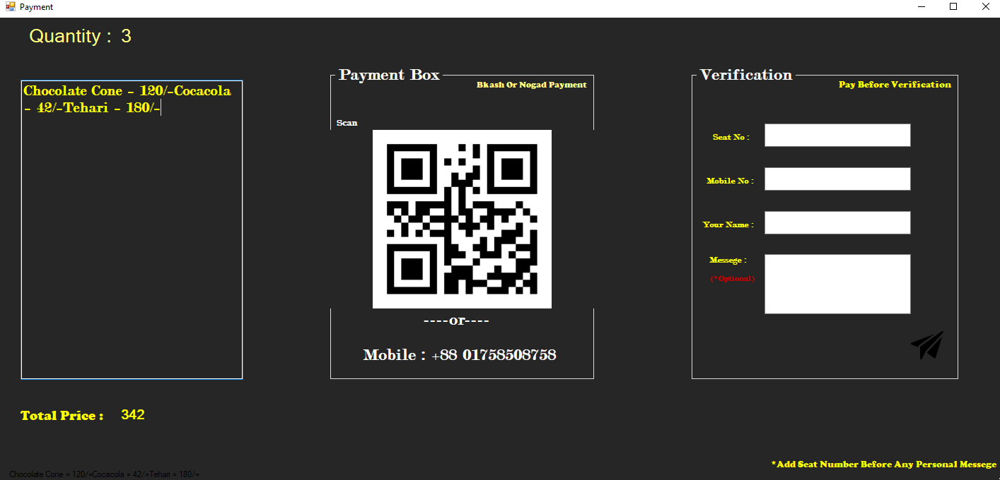 Payment
Quantity : 3
Chocolate Cone = 120/=Cocacola
= 42/=Tehari = 180/=
Total Price : 342
Chocolate Cone = 120/=Cocacola = 42/=Tehari = 180/=
Payment Box
Bkash Or Nogad Payment
Scan
----or----
Mobile : +88 01758508758
Verification
Pay Before Verification
Seat No :
Mobile No :
Your Name :
Messege :
(*Optional)
*Add Seat Number Before Any Personal Messege